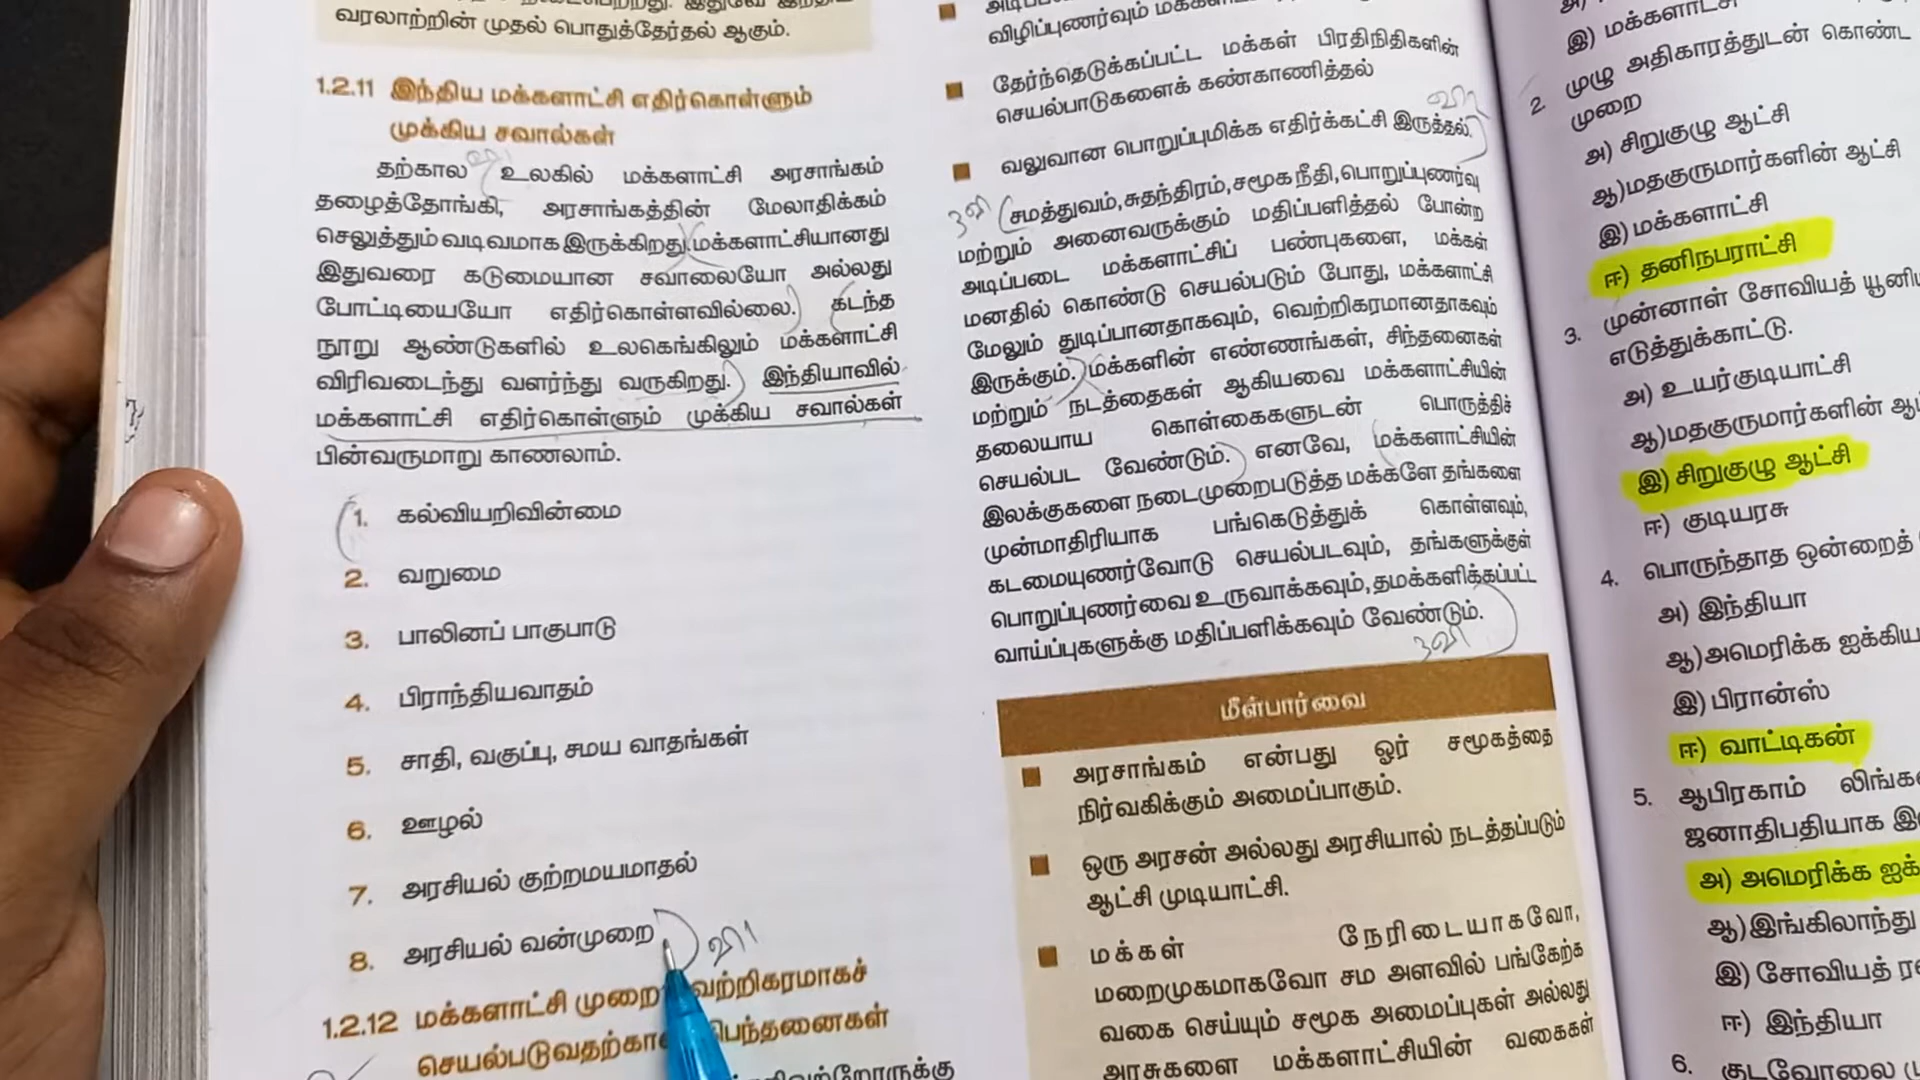 வரலாற்றின் முதல் பொதுத்தேர்தல் ஆகும்.
1.2.11 இந்திய மக்களாட்சி எதிர்கொள்ளும்
முக்கிய சவால்கள்
தற்கால உலகில் மக்களாட்சி அரசாங்கம்
தழைத்தோங்கி, அரசாங்கத்தின் மேலாதிக்கம்
செலுத்தும் வடிவமாக இருக்கிறது. மக்களாட்சியானது
இதுவரை கடுமையான சவாலையோ அல்லது
போட்டியையோ எதிர்கொள்ளவில்லை. கடந்த
நூறு ஆண்டுகளில் உலகெங்கிலும் மக்களாட்சி
விரிவடைந்து வளர்ந்து வருகிறது. இந்தியாவில்
மக்களாட்சி எதிர்கொள்ளும் முக்கிய சவால்கள்
பின்வருமாறு காணலாம்.
1. கல்வியறிவின்மை
2. வறுமை
3. பாலினப் பாகுபாடு
4. பிராந்தியவாதம்
5. சாதி, வகுப்பு, சமய வாதங்கள்
6. ஊழல்
7. அரசியல் குற்றமயமாதல்
8. அரசியல் வன்முறை
1.2.12 மக்களாட்சி முறை வெற்றிகரமாகச்
செயல்படுவதற்கான
விழிப்புணர்வும்
தேர்ந்தெடுக்கப்பட்ட மக்கள் பிரதிநிதிகளின்
செயல்பாடுகளைக் கண்காணித்தல்
வலுவான பொறுப்புமிக்க எதிர்க்கட்சி இருத்தல்.
சமத்துவம், சுதந்திரம், சமூக நீதி, பொறுப்புணர்வு
மற்றும் அனைவருக்கும் மதிப்பளித்தல் போன்ற
அடிப்படை மக்களாட்சிப் பண்புகளை, மக்கள்
மனதில் கொண்டு செயல்படும் போது, மக்களாட்சி
மேலும் துடிப்பானதாகவும், வெற்றிகரமானதாகவும்
இருக்கும். மக்களின் எண்ணங்கள், சிந்தனைகள்
மற்றும் நடத்தைகள் ஆகியவை மக்களாட்சியின்
தலையாய கொள்கைகளுடன் பொருத்திச்
செயல்பட வேண்டும். எனவே, மக்களாட்சியின்
இலக்குகளை நடைமுறைபடுத்த மக்களே தங்களை
முன்மாதிரியாக பங்கெடுத்துக் கொள்ளவும்,
கடமையுணர்வோடு செயல்படவும், தங்களுக்குள்
பொறுப்புணர்வை உருவாக்கவும், தமக்களிக்கப்பட்ட
வாய்ப்புகளுக்கு மதிப்பளிக்கவும் வேண்டும்.
மீள்பார்வை
அரசாங்கம் என்பது ஓர் சமூகத்தை
நிர்வகிக்கும் அமைப்பாகும்.
ஒரு அரசன் அல்லது அரசியால் நடத்தப்படும்
ஆட்சி முடியாட்சி.
மக்கள் நேரிடையாகவோ,
மறைமுகமாகவோ சம அளவில் பங்கேற்க
வகை செய்யும் சமூக அமைப்புகள் அல்லது
அரசுகளை மக்களாட்சியின் வகைகள்
இ) மக்களாட்சி
2. முழு அதிகாரத்துடன் கொண்ட
முறை
அ) சிறுகுழு ஆட்சி
ஆ) மதகுருமார்களின் ஆட்சி
இ) மக்களாட்சி
ஈ) தனிநபராட்சி
3. முன்னாள் சோவியத்
எடுத்துக்காட்டு.
அ) உயர்குடியாட்சி
ஆ) மதகுருமார்களின்
இ) சிறுகுழு ஆட்சி
ஈ) குடியரசு
4. பொருந்தாத ஒன்றைத்
அ) இந்தியா
ஆ) அமெரிக்க
இ) பிரான்ஸ்
ஈ) வாட்டிகன்
5. ஆபிரகாம்
ஜனாதிபதியாக
அ) அமெரிக்க
ஆ) இங்கிலாந்து
இ) சோவியத்
ஈ) இந்தியா
6. குடவோலை